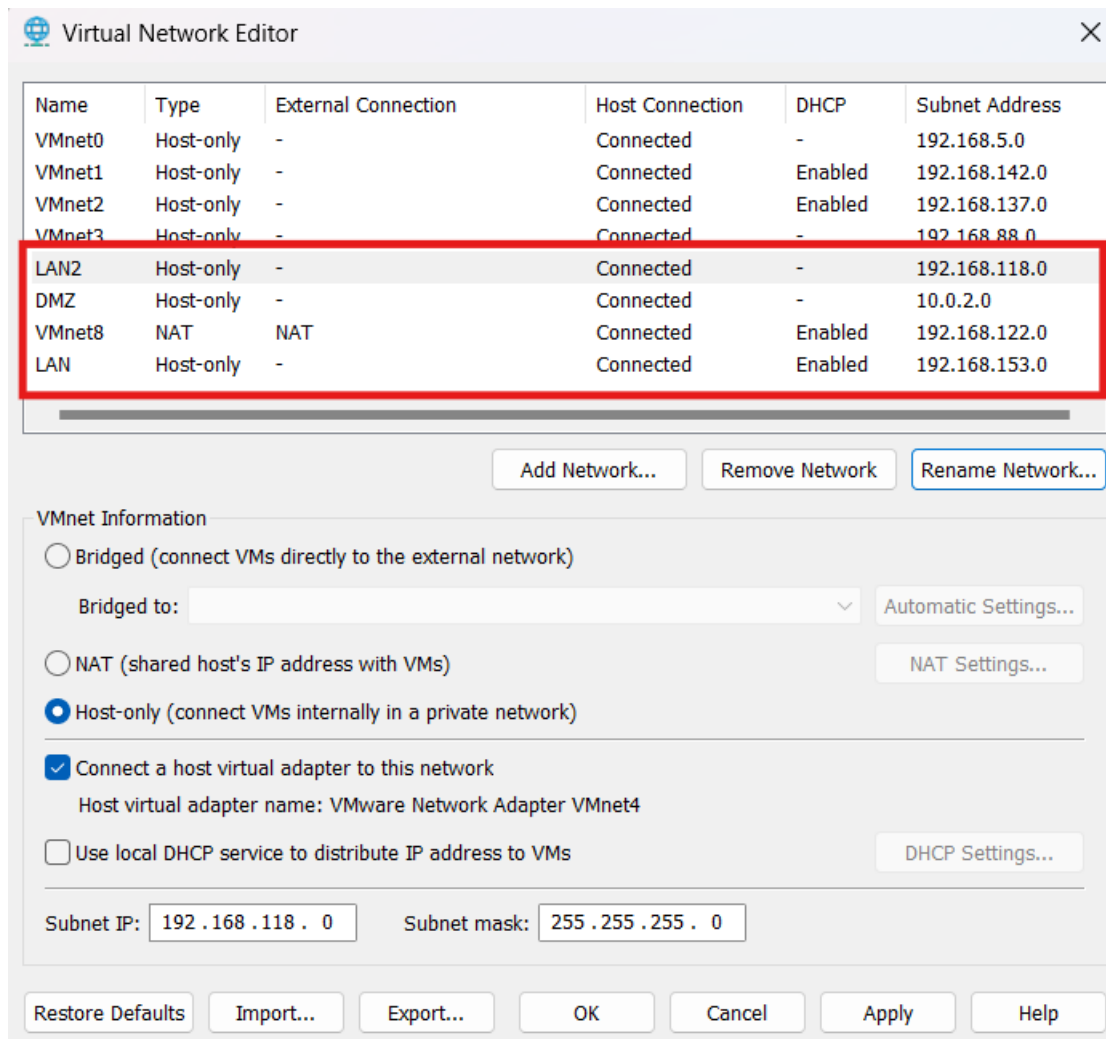 Virtual Network Editor
Name Type External Connection Host Connection DHCP Subnet Address
VMnet0 Host-only - Connected - 192.168.5.0
VMnet1 Host-only - Connected Enabled 192.168.142.0
VMnet2 Host-only - Connected Enabled 192.168.137.0
VMnet3 Host-only - Connected - 192.168.88.0
LAN2 Host-only - Connected - 192.168.118.0
DMZ Host-only - Connected - 10.0.2.0
VMnet8 NAT NAT Connected Enabled 192.168.122.0
LAN Host-only - Connected Enabled 192.168.153.0
Add Network... Remove Network Rename Network...
VMnet Information
Bridged (connect VMs directly to the external network)
Bridged to: Automatic Settings...
NAT (shared host's IP address with VMs) NAT Settings...
Host-only (connect VMs internally in a private network)
Connect a host virtual adapter to this network
Host virtual adapter name: VMware Network Adapter VMnet4
Use local DHCP service to distribute IP address to VMs DHCP Settings...
Subnet IP: 192 . 168 . 118 . 0 Subnet mask: 255 . 255 . 255 . 0
Restore Defaults Import... Export... OK Cancel Apply Help